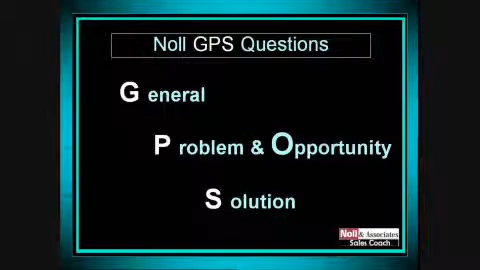 Noll GPS Questions
General
Problem & Opportunity
Solution
Noll & Associates
Sales Coach